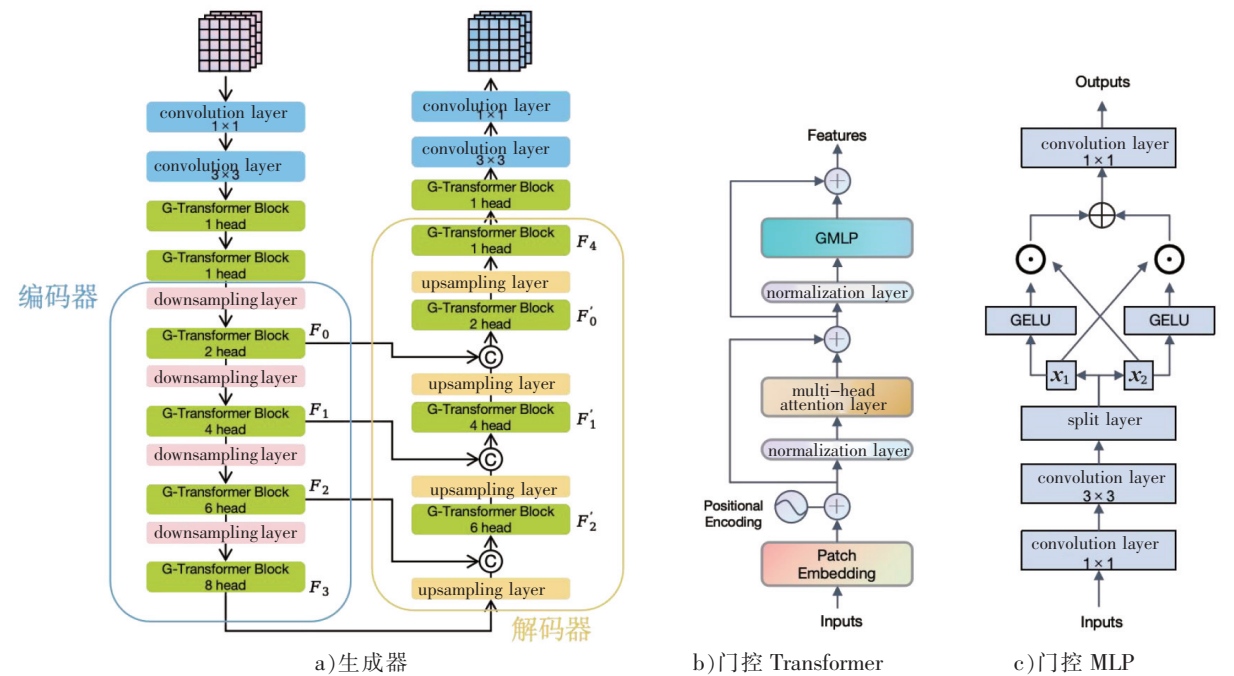 convolution layer
1×1
convolution layer
3×3
G-Transformer Block
1 head
G-Transformer Block
1 head
编码器
downsampling layer
G-Transformer Block
2 head
F0
downsampling layer
G-Transformer Block
4 head
F1
downsampling layer
G-Transformer Block
6 head
F2
downsampling layer
G-Transformer Block
8 head
F3
convolution layer
1×1
convolution layer
3×3
G-Transformer Block
1 head
G-Transformer Block
1 head
F4
upsampling layer
G-Transformer Block
2 head
F0′
C
upsampling layer
G-Transformer Block
4 head
F1′
C
upsampling layer
G-Transformer Block
6 head
F2′
C
upsampling layer
解码器
a)生成器
Features
+
GMLP
normalization layer
+
multi-head
attention layer
normalization layer
Positional
Encoding
+
Patch
Embedding
Inputs
b)门控 Transformer
Outputs
convolution layer
1×1
GELU
GELU
x1
x2
split layer
convolution layer
3×3
convolution layer
1×1
Inputs
c)门控 MLP